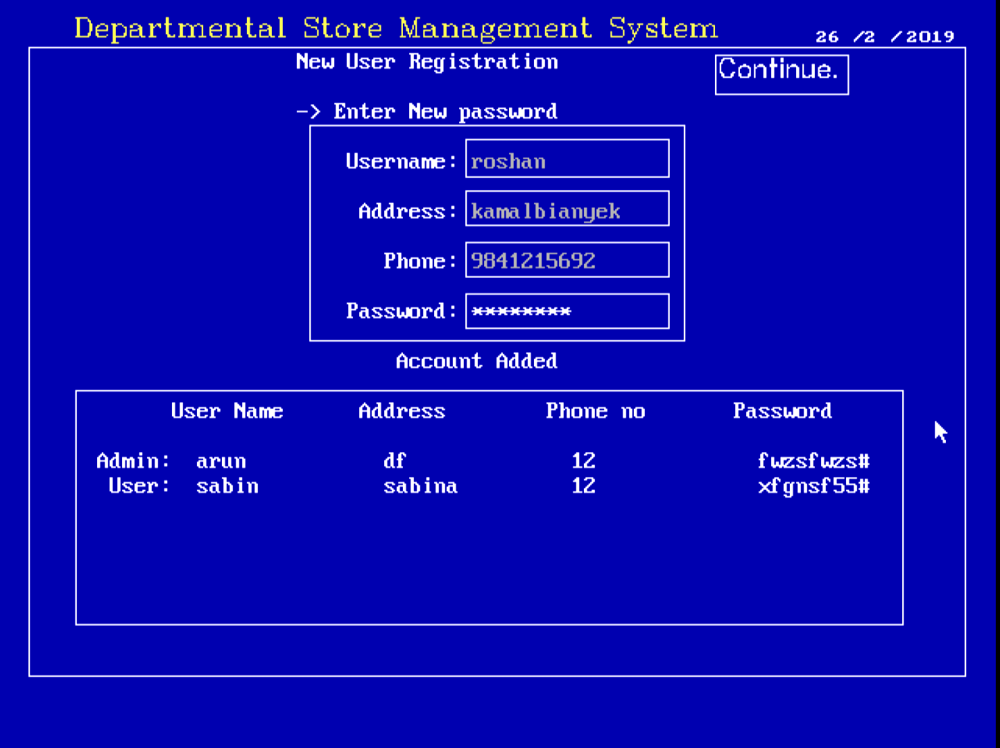 Departmental Store Management System
26 /2 /2019
New User Registration
Continue.
-> Enter New password
Username: roshan
Address: kamalbianyek
Phone: 9841215692
Password: ********
Account Added
User Name Address Phone no Password
Admin: arun df 12 fwzsfwzs#
User: sabin sabina 12 xfgnsf55#